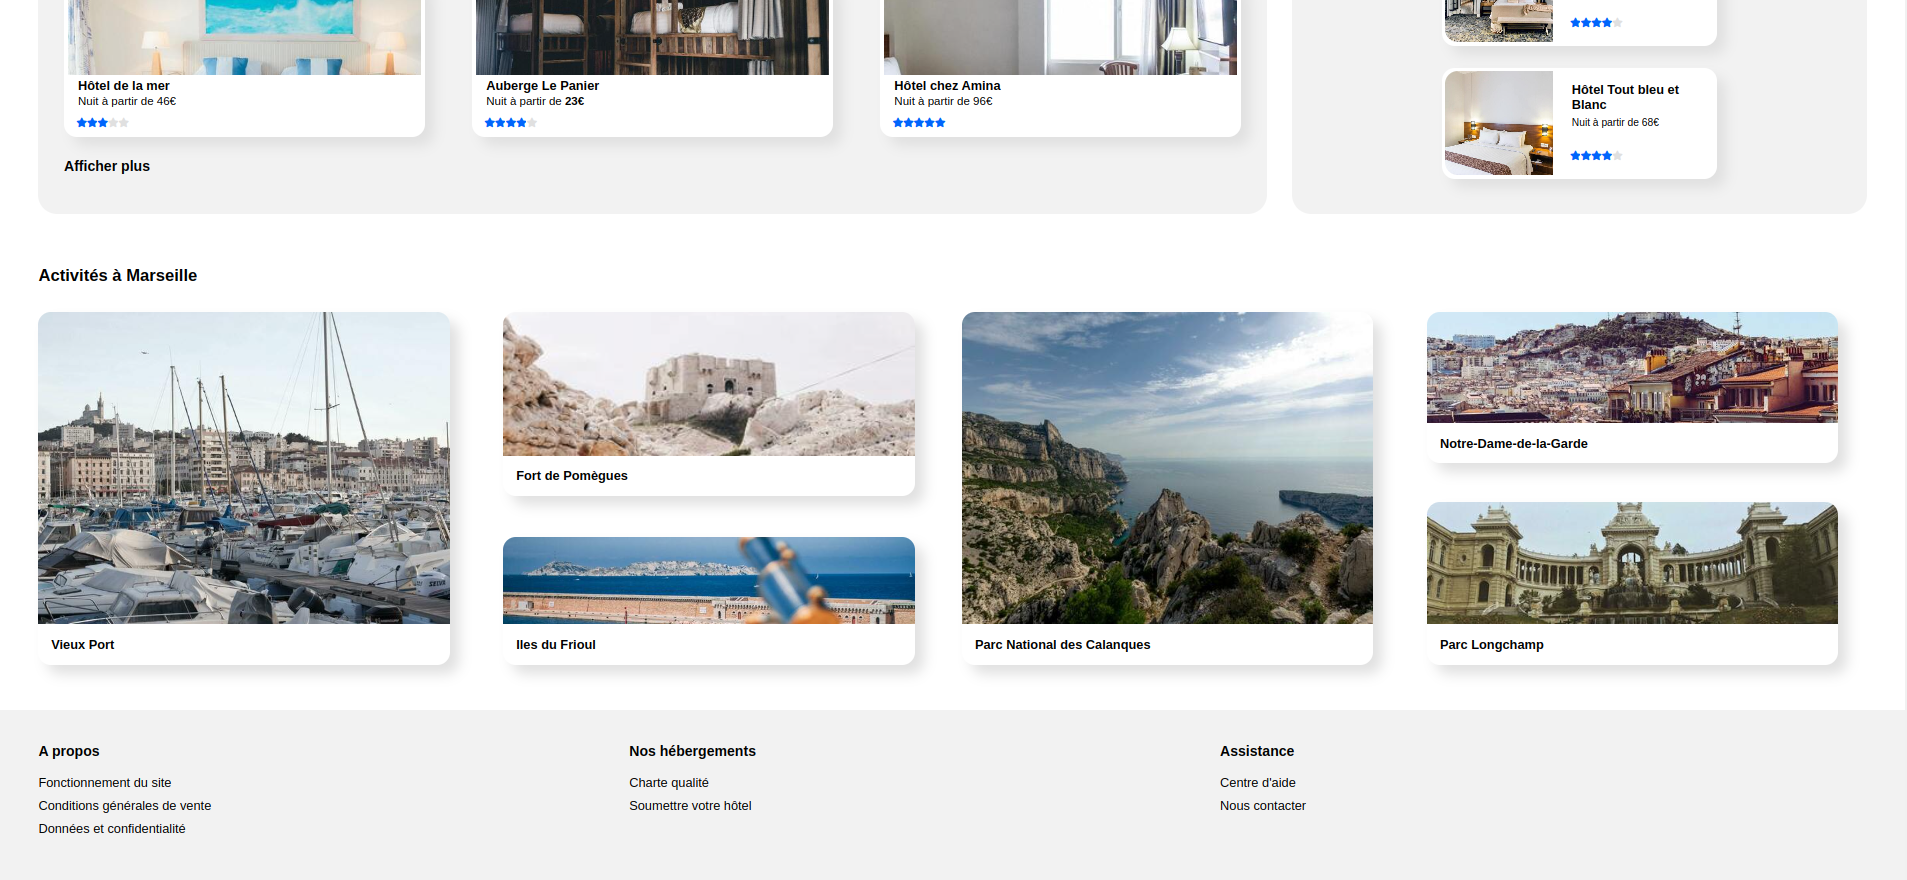 Hôtel de la mer
Nuit à partir de 46€
Auberge Le Panier
Nuit à partir de 23€
Hôtel chez Amina
Nuit à partir de 96€
Afficher plus
Hôtel Tout bleu et
Blanc
Nuit à partir de 68€
Activités à Marseille
Vieux Port
Fort de Pomègues
Iles du Frioul
Parc National des Calanques
Notre-Dame-de-la-Garde
Parc Longchamp
A propos
Fonctionnement du site
Conditions générales de vente
Données et confidentialité
Nos hébergements
Charte qualité
Soumettre votre hôtel
Assistance
Centre d'aide
Nous contacter